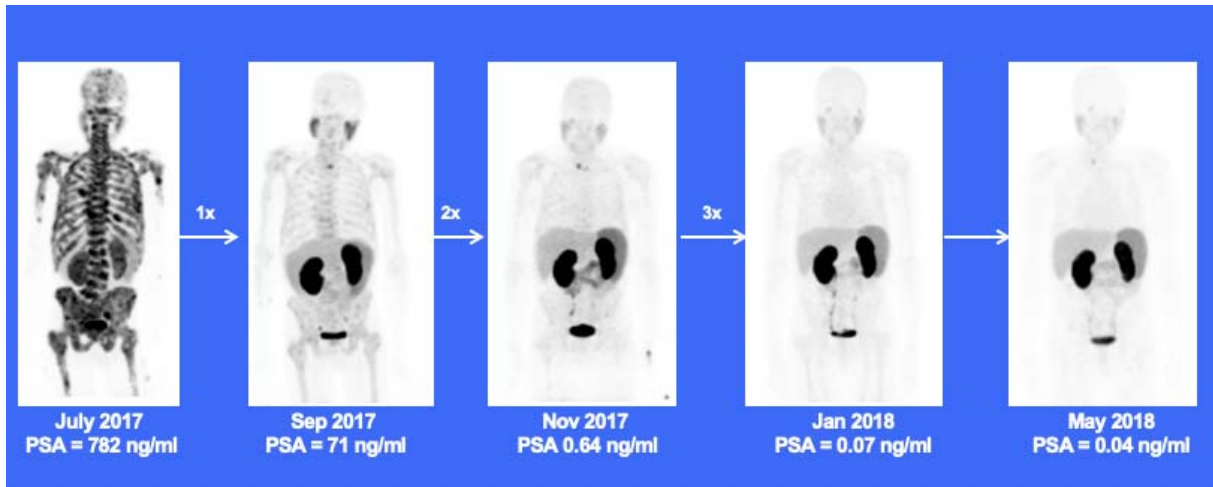 1x
2x
3x
July 2017
PSA = 782 ng/ml
Sep 2017
PSA = 71 ng/ml
Nov 2017
PSA 0.64 ng/ml
Jan 2018
PSA = 0.07 ng/ml
May 2018
PSA = 0.04 ng/ml